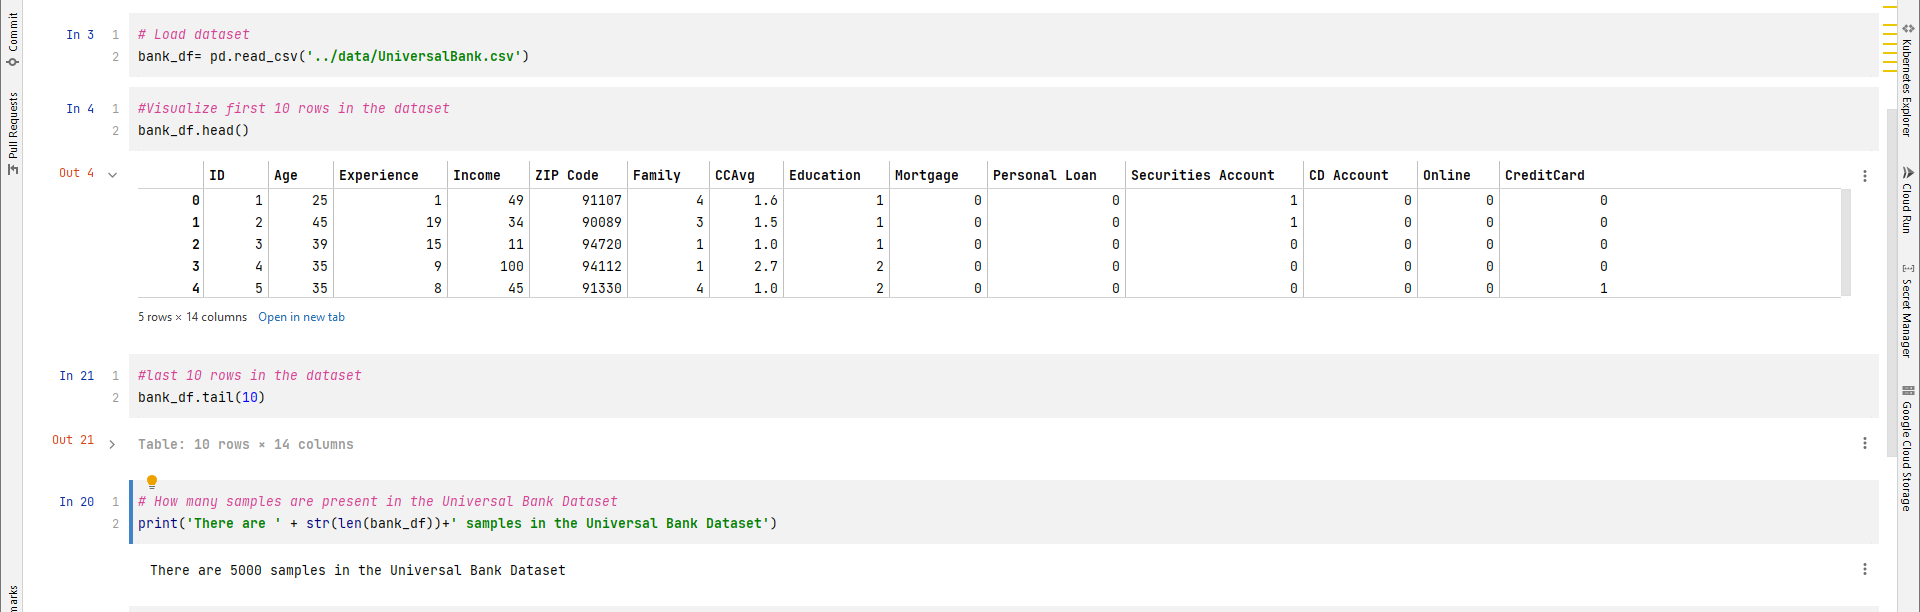 Commit
Pull Requests
marks
In 3
1 # Load dataset
2 bank_df= pd.read_csv('../data/UniversalBank.csv')
In 4
1 #Visualize first 10 rows in the dataset
2 bank_df.head()
Out 4
ID Age Experience Income ZIP Code Family CCAvg Education Mortgage Personal Loan Securities Account CD Account Online CreditCard
0 1 25 1 49 91107 4 1.6 1 0 0 1 0 0 0
1 2 45 19 34 90089 3 1.5 1 0 0 1 0 0 0
2 3 39 15 11 94720 1 1.0 1 0 0 0 0 0 0
3 4 35 9 100 94112 1 2.7 2 0 0 0 0 0 0
4 5 35 8 45 91330 4 1.0 2 0 0 0 0 0 1
5 rows × 14 columns Open in new tab
In 21
1 #last 10 rows in the dataset
2 bank_df.tail(10)
Out 21
Table: 10 rows × 14 columns
In 20
1 # How many samples are present in the Universal Bank Dataset
2 print('There are ' + str(len(bank_df))+' samples in the Universal Bank Dataset')
There are 5000 samples in the Universal Bank Dataset
Kubernetes Explorer
Cloud Run
Secret Manager
Google Cloud Storage